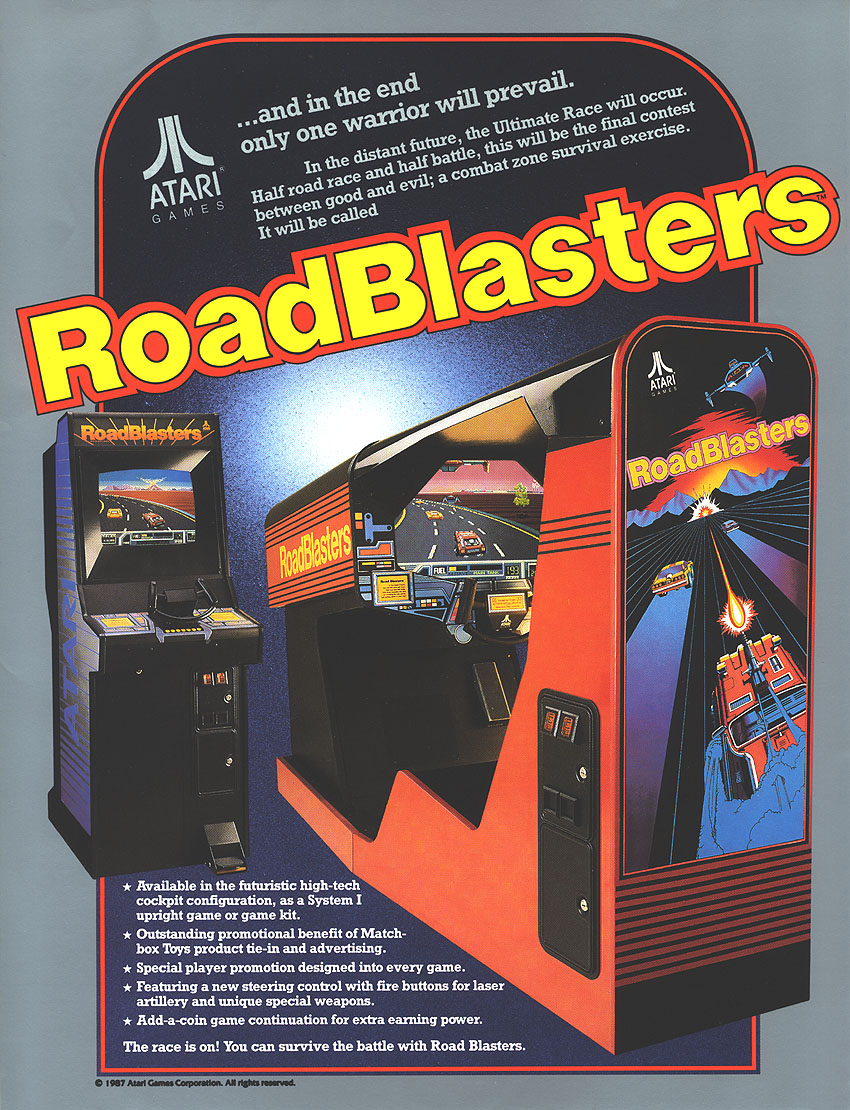 ...and in the end
only one warrior will prevail.
In the distant future, the Ultimate Race will occur.
Half road race and half battle, this will be the final contest
between good and evil; a combat zone survival exercise.
It will be called
ATARI®
GAMES
RoadBlasters™
RoadBlasters
ATARI
RoadBlasters
FUEL
MAIN TANK
193
Road Blasters
ATARI
GAMES
RoadBlasters
★ Available in the futuristic high-tech
cockpit configuration, as a System I
upright game or game kit.
★ Outstanding promotional benefit of Match-
box Toys product tie-in and advertising.
★ Special player promotion designed into every game.
★ Featuring a new steering control with fire buttons for laser
artillery and unique special weapons.
★ Add-a-coin game continuation for extra earning power.
The race is on! You can survive the battle with Road Blasters.
© 1987 Atari Games Corporation. All rights reserved.